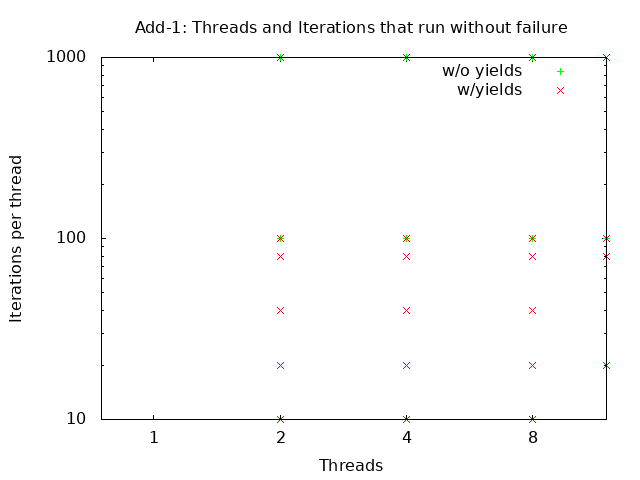 Add-1: Threads and Iterations that run without failure
1000
w/o yields
w/yields
Iterations per thread
100
10
1 2 4 8
Threads